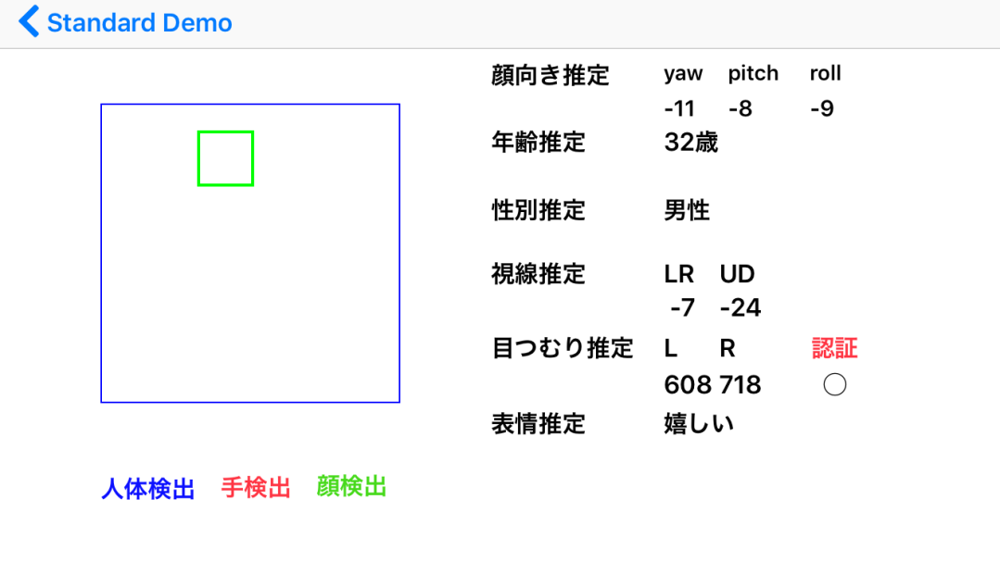 Standard Demo
顔向き推定 yaw pitch roll
-11 -8 -9
年齢推定 32歳
性別推定 男性
視線推定 LR UD
-7 -24
目つむり推定 L R 認証
608 718 ◯
表情推定 嬉しい
人体検出 手検出 顔検出